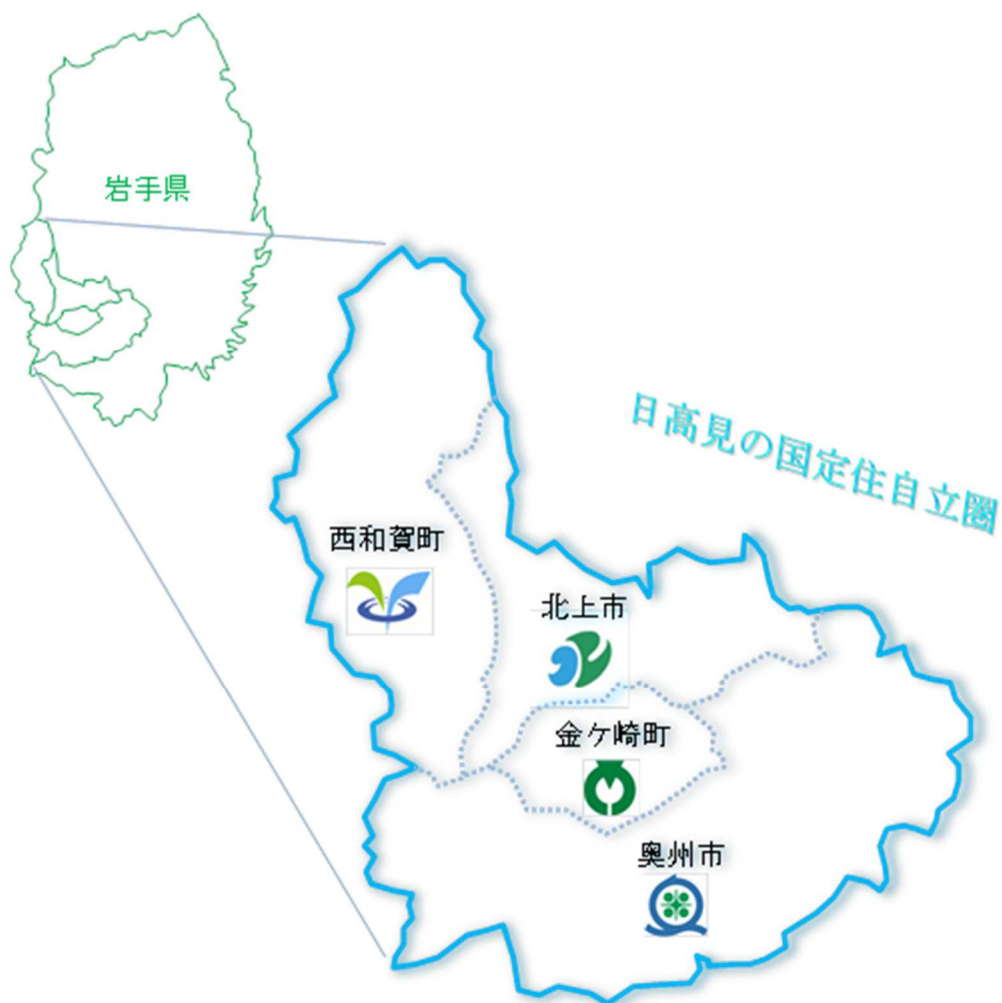 岩手県
日高見の国定住自立圏
西和賀町
北上市
金ケ崎町
奥州市